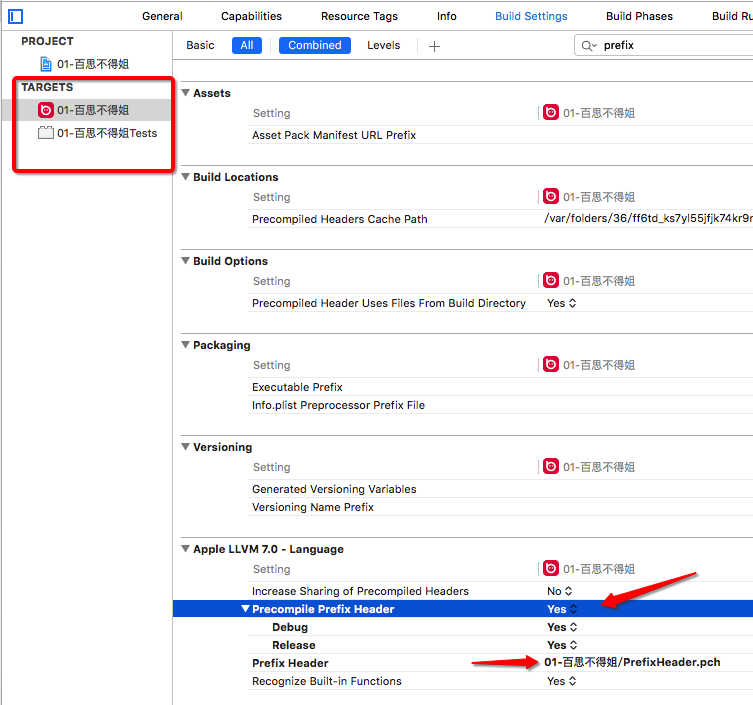 General Capabilities Resource Tags Info Build Settings Build Phases Build Ru
PROJECT
01-百思不得姐
TARGETS
01-百思不得姐
01-百思不得姐Tests
Basic All Combined Levels + prefix
Assets
Setting 01-百思不得姐
Asset Pack Manifest URL Prefix
Build Locations
Setting 01-百思不得姐
Precompiled Headers Cache Path /var/folders/36/ff6td_ks7yl55jfjk74kr9r
Build Options
Setting 01-百思不得姐
Precompiled Header Uses Files From Build Directory Yes
Packaging
Setting 01-百思不得姐
Executable Prefix
Info.plist Preprocessor Prefix File
Versioning
Setting 01-百思不得姐
Generated Versioning Variables
Versioning Name Prefix
Apple LLVM 7.0 - Language
Setting 01-百思不得姐
Increase Sharing of Precompiled Headers No
Precompile Prefix Header Yes
Debug Yes
Release Yes
Prefix Header 01-百思不得姐/PrefixHeader.pch
Recognize Built-in Functions Yes